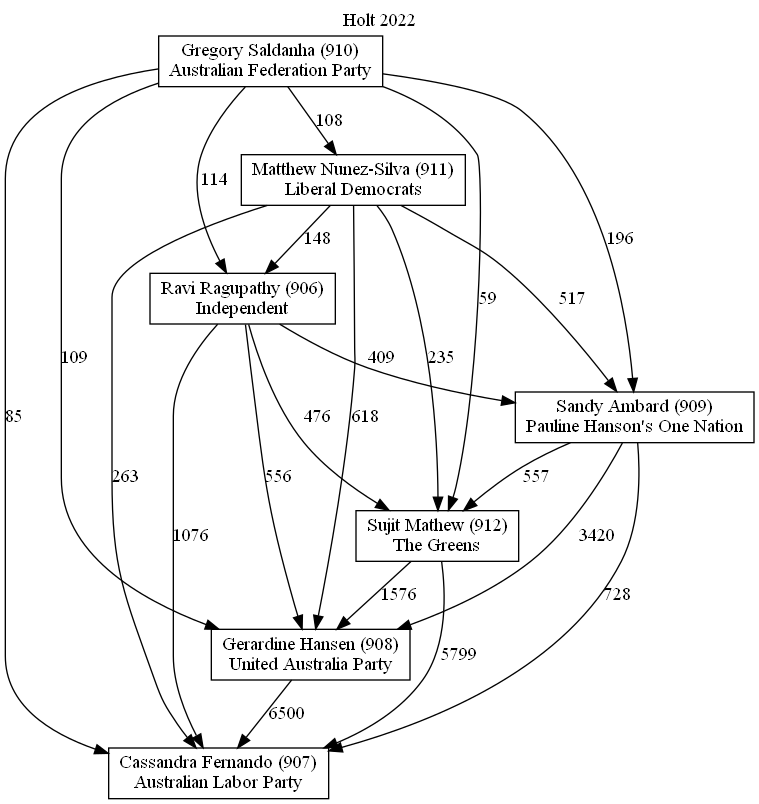 Holt 2022
Gregory Saldanha (910)
Australian Federation Party
108
Matthew Nunez-Silva (911)
Liberal Democrats
114
148
196
Ravi Ragupathy (906)
Independent
59
517
109
409
235
Sandy Ambard (909)
Pauline Hanson's One Nation
85
476
618
263
556
557
Sujit Mathew (912)
The Greens
1076
3420
1576
728
Gerardine Hansen (908)
United Australia Party
5799
6500
Cassandra Fernando (907)
Australian Labor Party